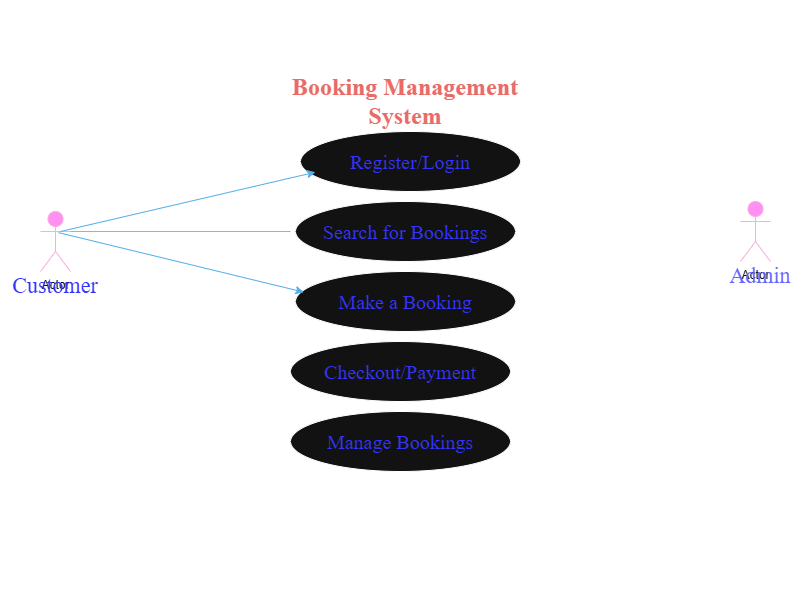 Booking Management
System
Register/Login
Search for Bookings
Make a Booking
Checkout/Payment
Manage Bookings
Actor
Customer
Actor
Admin